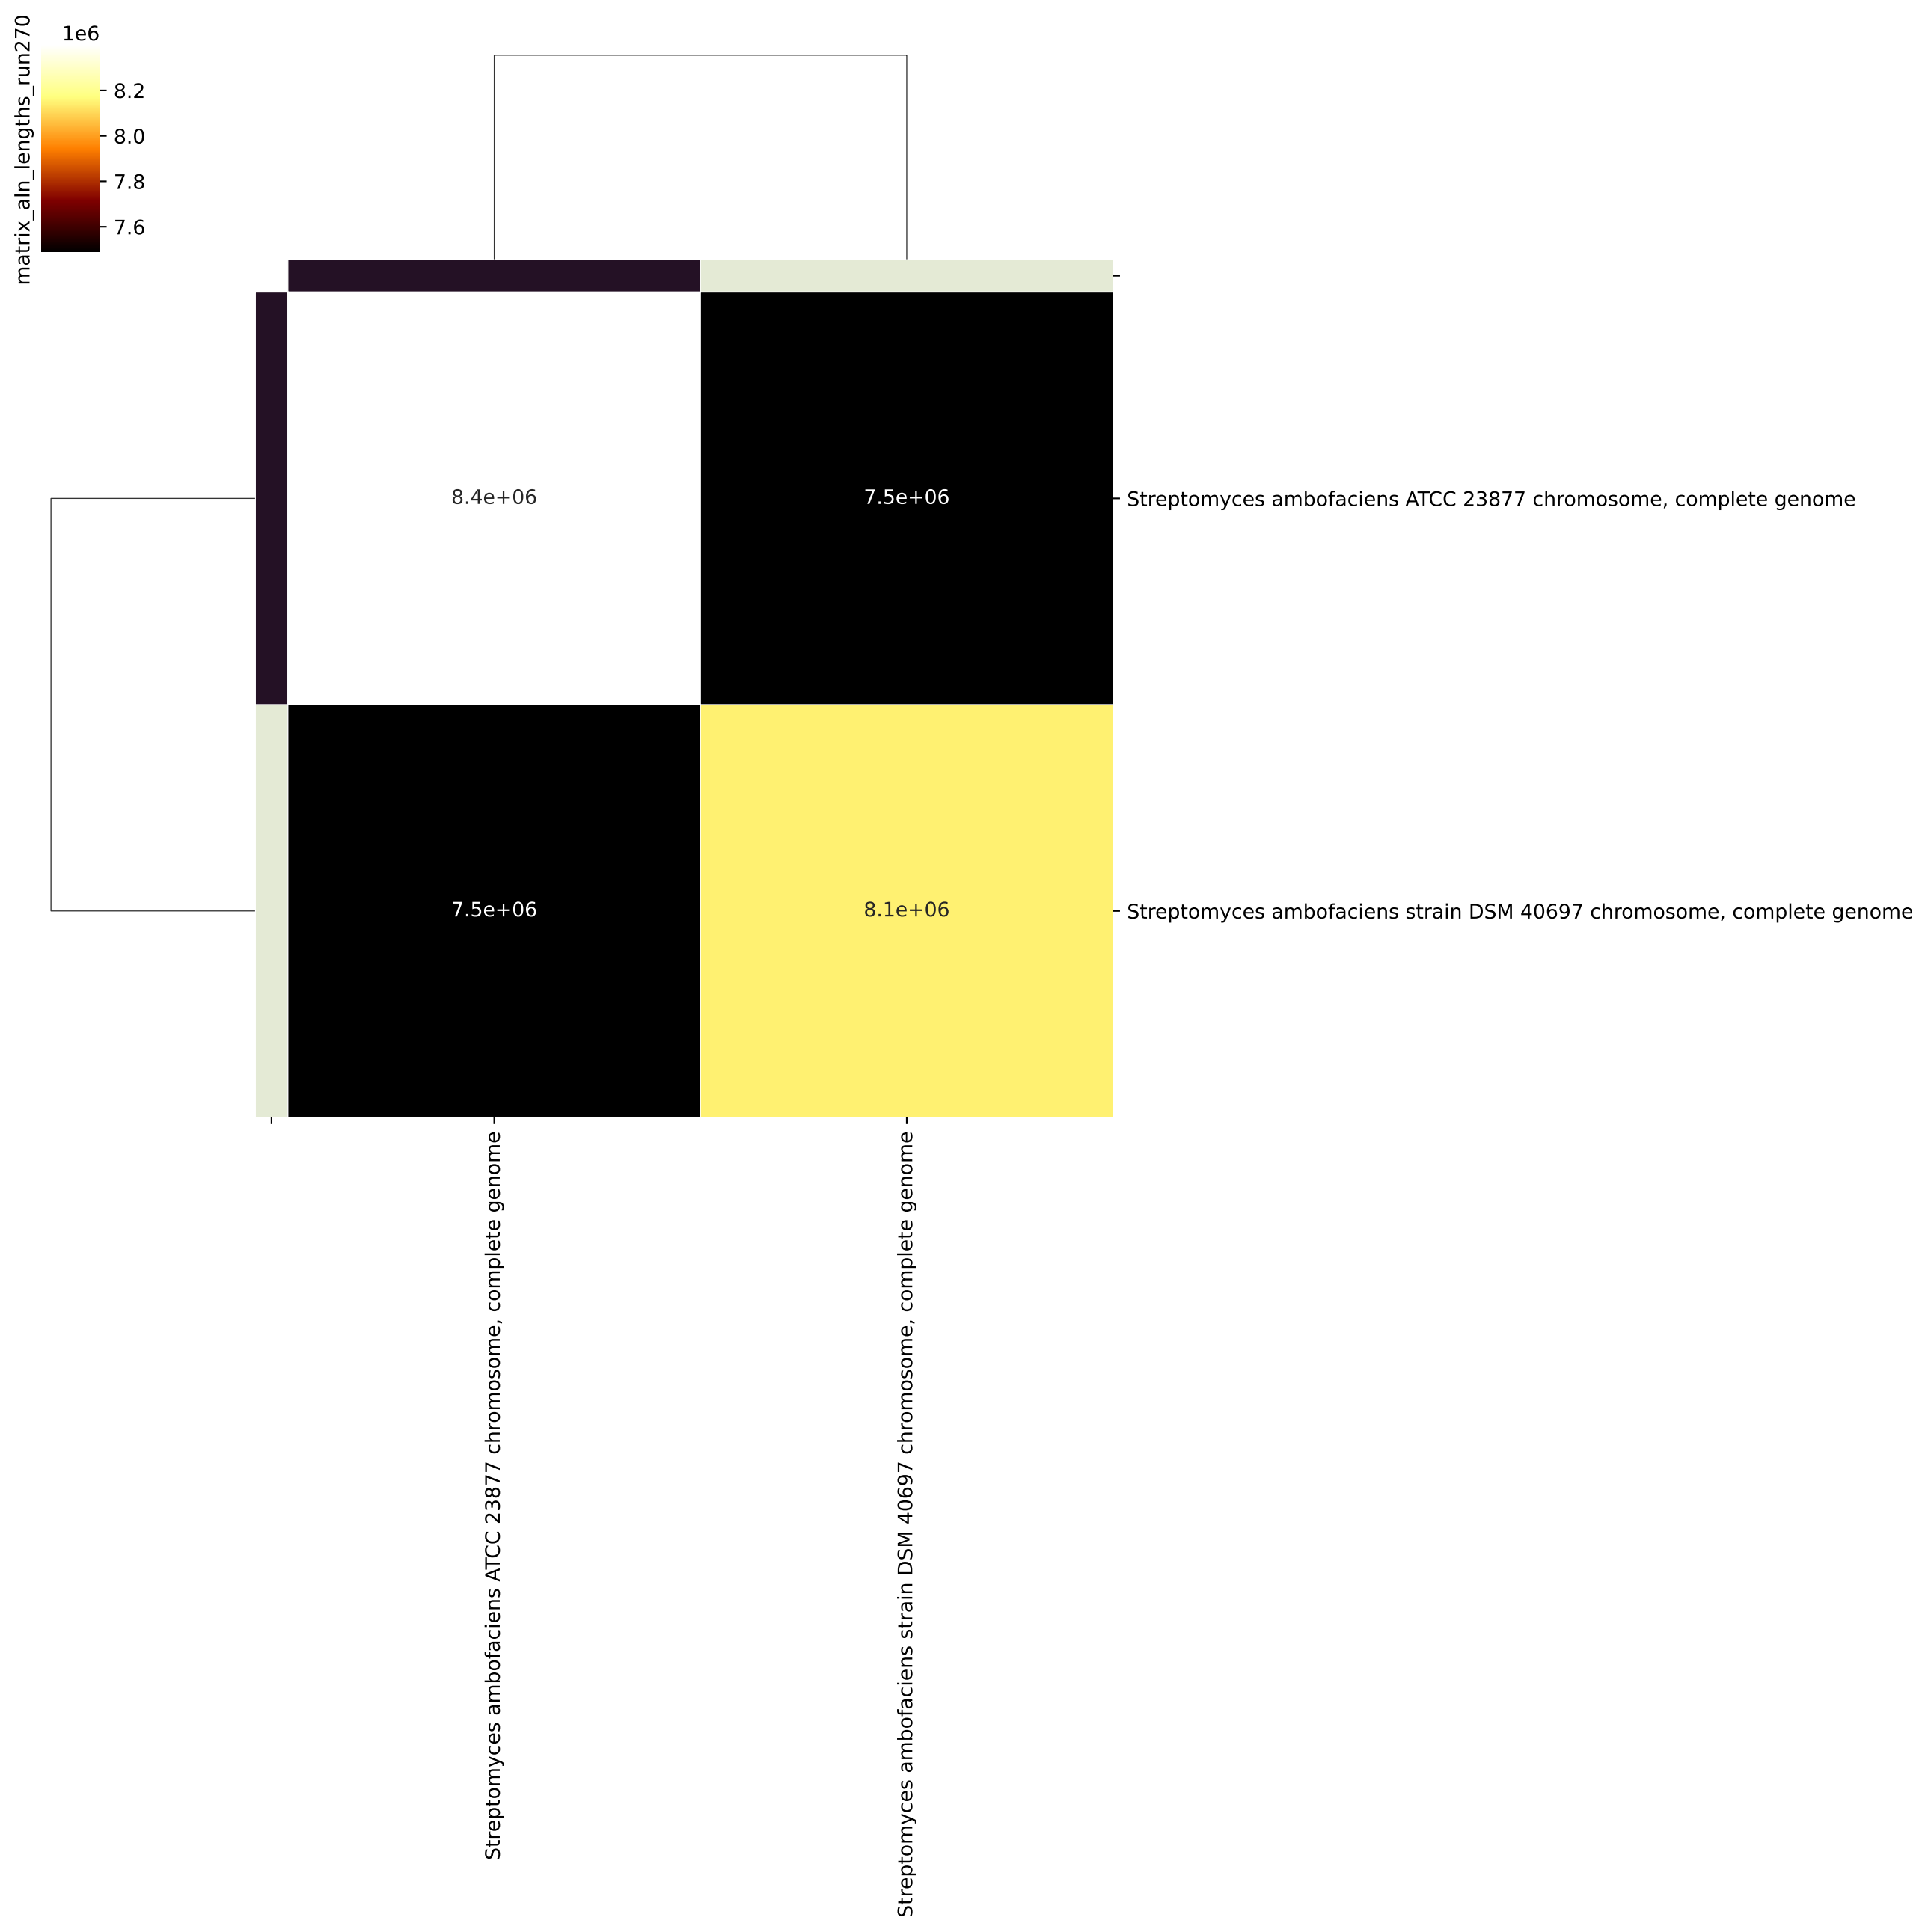 matrix_aln_lengths_run270
1e6
8.2
8.0
7.8
7.6
8.4e+06
7.5e+06
Streptomyces ambofaciens ATCC 23877 chromosome, complete genome
7.5e+06
8.1e+06
Streptomyces ambofaciens strain DSM 40697 chromosome, complete genome
Streptomyces ambofaciens ATCC 23877 chromosome, complete genome
Streptomyces ambofaciens strain DSM 40697 chromosome, complete genome